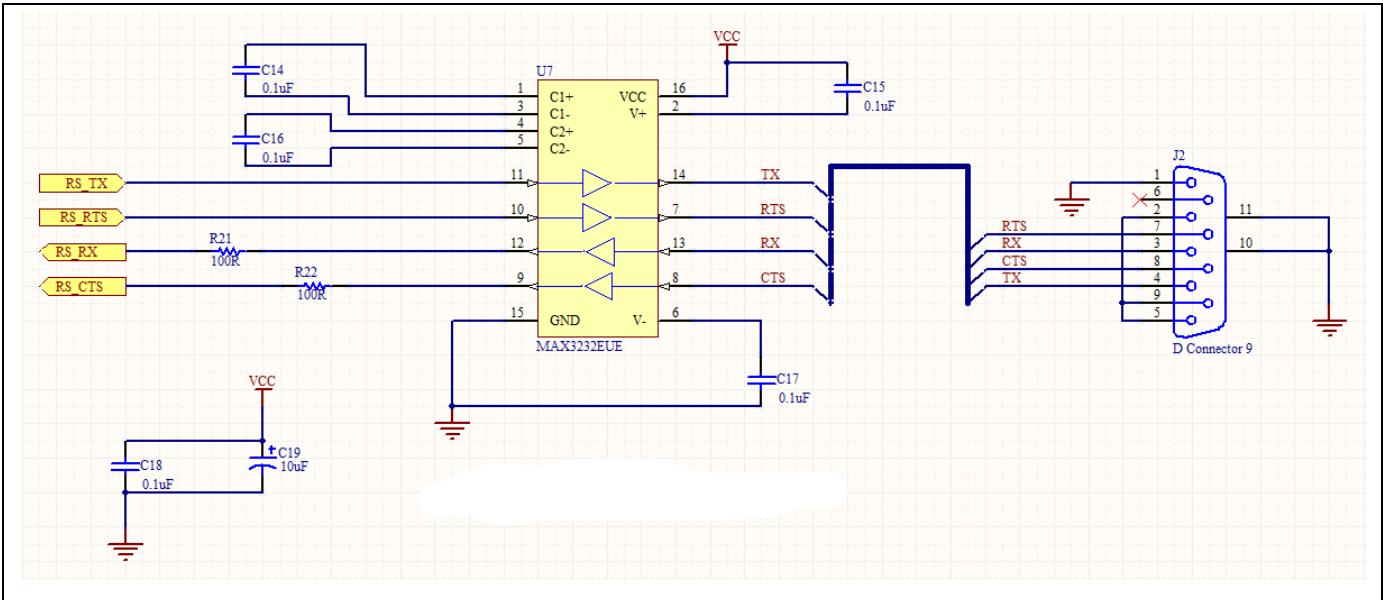 VCC
U7
C14
0.1uF
1
C1+
VCC
16
C15
0.1uF
3
C1-
V+
2
4
C2+
C16
0.1uF
5
C2-
J2
RS_TX
11
14
TX
1
6
RS_RTS
10
7
RTS
2
11
RTS
7
R21
RS_RX
100R
12
13
RX
RX
3
10
CTS
8
R22
RS_CTS
100R
9
8
CTS
TX
4
9
15
GND
V-
6
5
MAX3232EUE
D Connector 9
VCC
C17
0.1uF
+
C19
10uF
C18
0.1uF